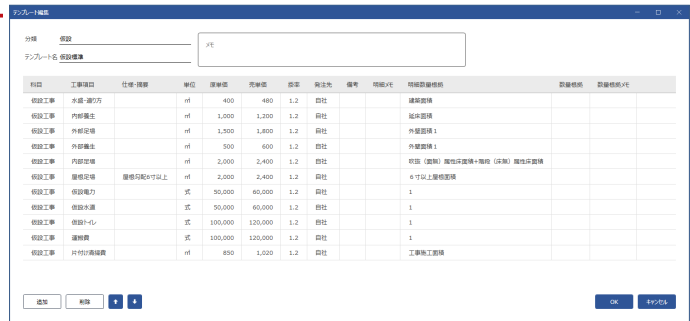 テンプレート編集
分類 仮設
テンプレート名 仮設標準
メモ
科目 工事項目 仕様・摘要 単位 原単価 売単価 掛率 発注先 備考 明細メモ 明細数量根拠 数量根拠 数量根拠メモ
仮設工事 水盛・遣り方 ㎡ 400 480 1.2 自社 建築面積
仮設工事 内部養生 ㎡ 1,000 1,200 1.2 自社 延床面積
仮設工事 外部足場 ㎡ 1,500 1,800 1.2 自社 外壁面積1
仮設工事 外部養生 ㎡ 500 600 1.2 自社 外壁面積1
仮設工事 内部足場 ㎡ 2,000 2,400 1.2 自社 吹抜（面無）属性床面積+階段（床無）属性床面積
仮設工事 屋根足場 屋根勾配6寸以上 ㎡ 2,000 2,400 1.2 自社 6寸以上屋根面積
仮設工事 仮設電力 式 50,000 60,000 1.2 自社 1
仮設工事 仮設水道 式 50,000 60,000 1.2 自社 1
仮設工事 仮設トイレ 式 100,000 120,000 1.2 自社 1
仮設工事 運搬費 式 100,000 120,000 1.2 自社 1
仮設工事 片付け清掃費 ㎡ 850 1,020 1.2 自社 工事施工面積
追加 削除 OK キャンセル